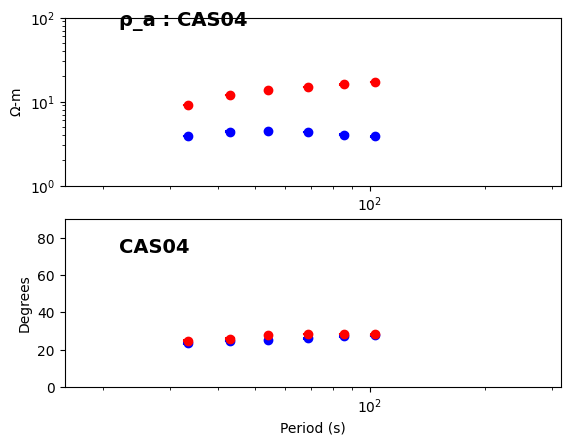 ρ_a : CAS04
10²
10¹
10⁰
Ω-m
10²
CAS04
80
60
40
20
0
Degrees
10²
Period (s)